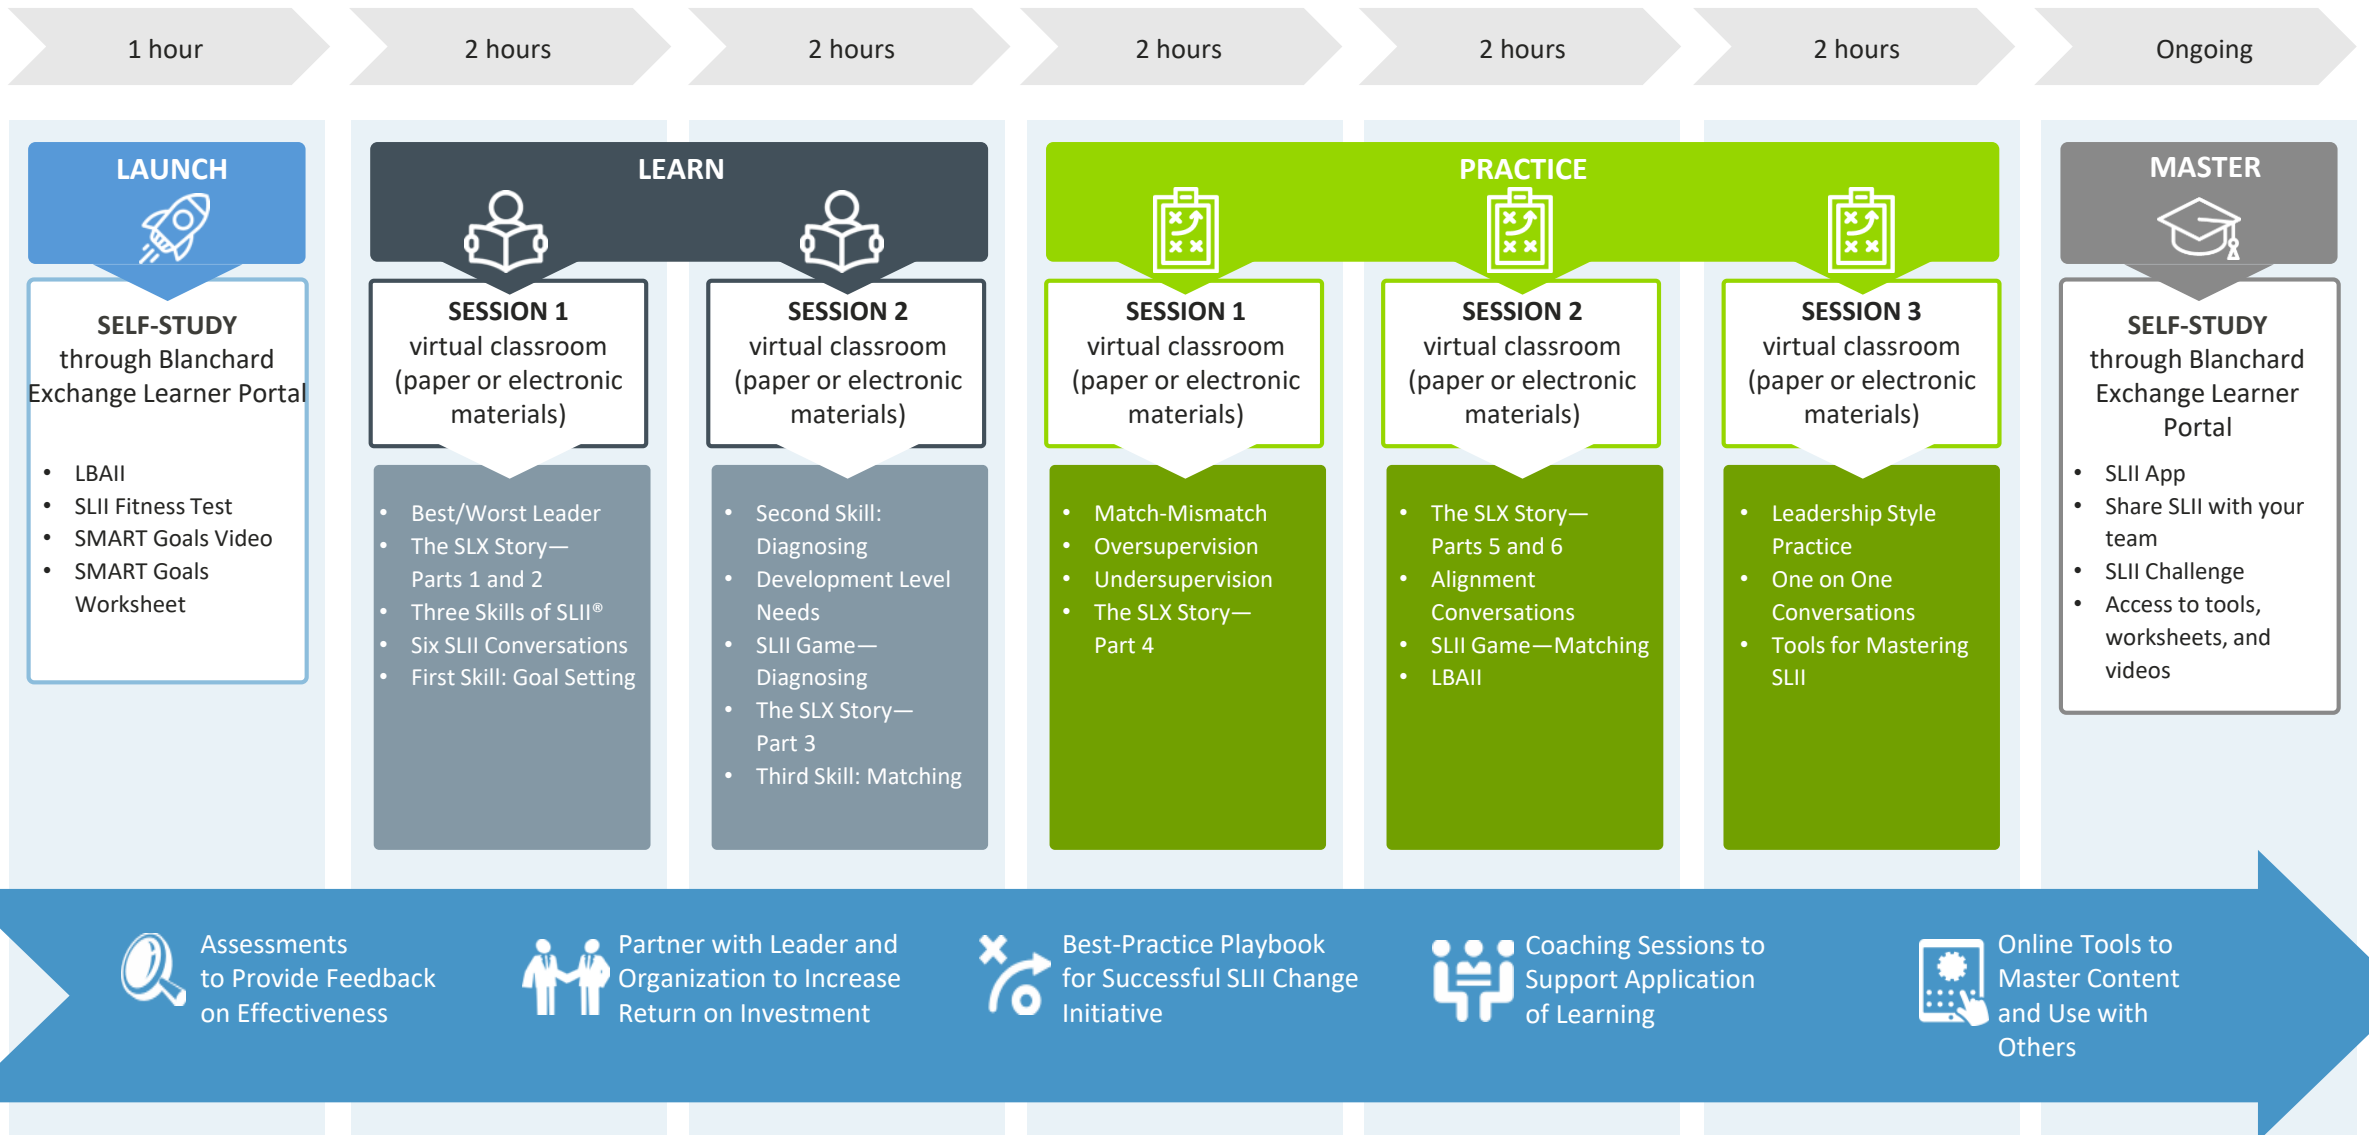 1 hour
2 hours
2 hours
2 hours
2 hours
2 hours
Ongoing
LAUNCH
SELF-STUDY
through Blanchard
Exchange Learner Portal
• LBAII
• SLII Fitness Test
• SMART Goals Video
• SMART Goals
Worksheet
LEARN
SESSION 1
virtual classroom
(paper or electronic
materials)
• Best/Worst Leader
• The SLX Story—
Parts 1 and 2
• Three Skills of SLII®
• Six SLII Conversations
• First Skill: Goal Setting
SESSION 2
virtual classroom
(paper or electronic
materials)
• Second Skill:
Diagnosing
• Development Level
Needs
• SLII Game—
Diagnosing
• The SLX Story—
Part 3
• Third Skill: Matching
PRACTICE
SESSION 1
virtual classroom
(paper or electronic
materials)
• Match-Mismatch
• Oversupervision
• Undersupervision
• The SLX Story—
Part 4
SESSION 2
virtual classroom
(paper or electronic
materials)
• The SLX Story—
Parts 5 and 6
• Alignment
Conversations
• SLII Game—Matching
• LBAII
SESSION 3
virtual classroom
(paper or electronic
materials)
• Leadership Style
Practice
• One on One
Conversations
• Tools for Mastering
SLII
MASTER
SELF-STUDY
through Blanchard
Exchange Learner
Portal
• SLII App
• Share SLII with your
team
• SLII Challenge
• Access to tools,
worksheets, and
videos
Assessments
to Provide Feedback
on Effectiveness
Partner with Leader and
Organization to Increase
Return on Investment
Best-Practice Playbook
for Successful SLII Change
Initiative
Coaching Sessions to
Support Application
of Learning
Online Tools to
Master Content
and Use with
Others